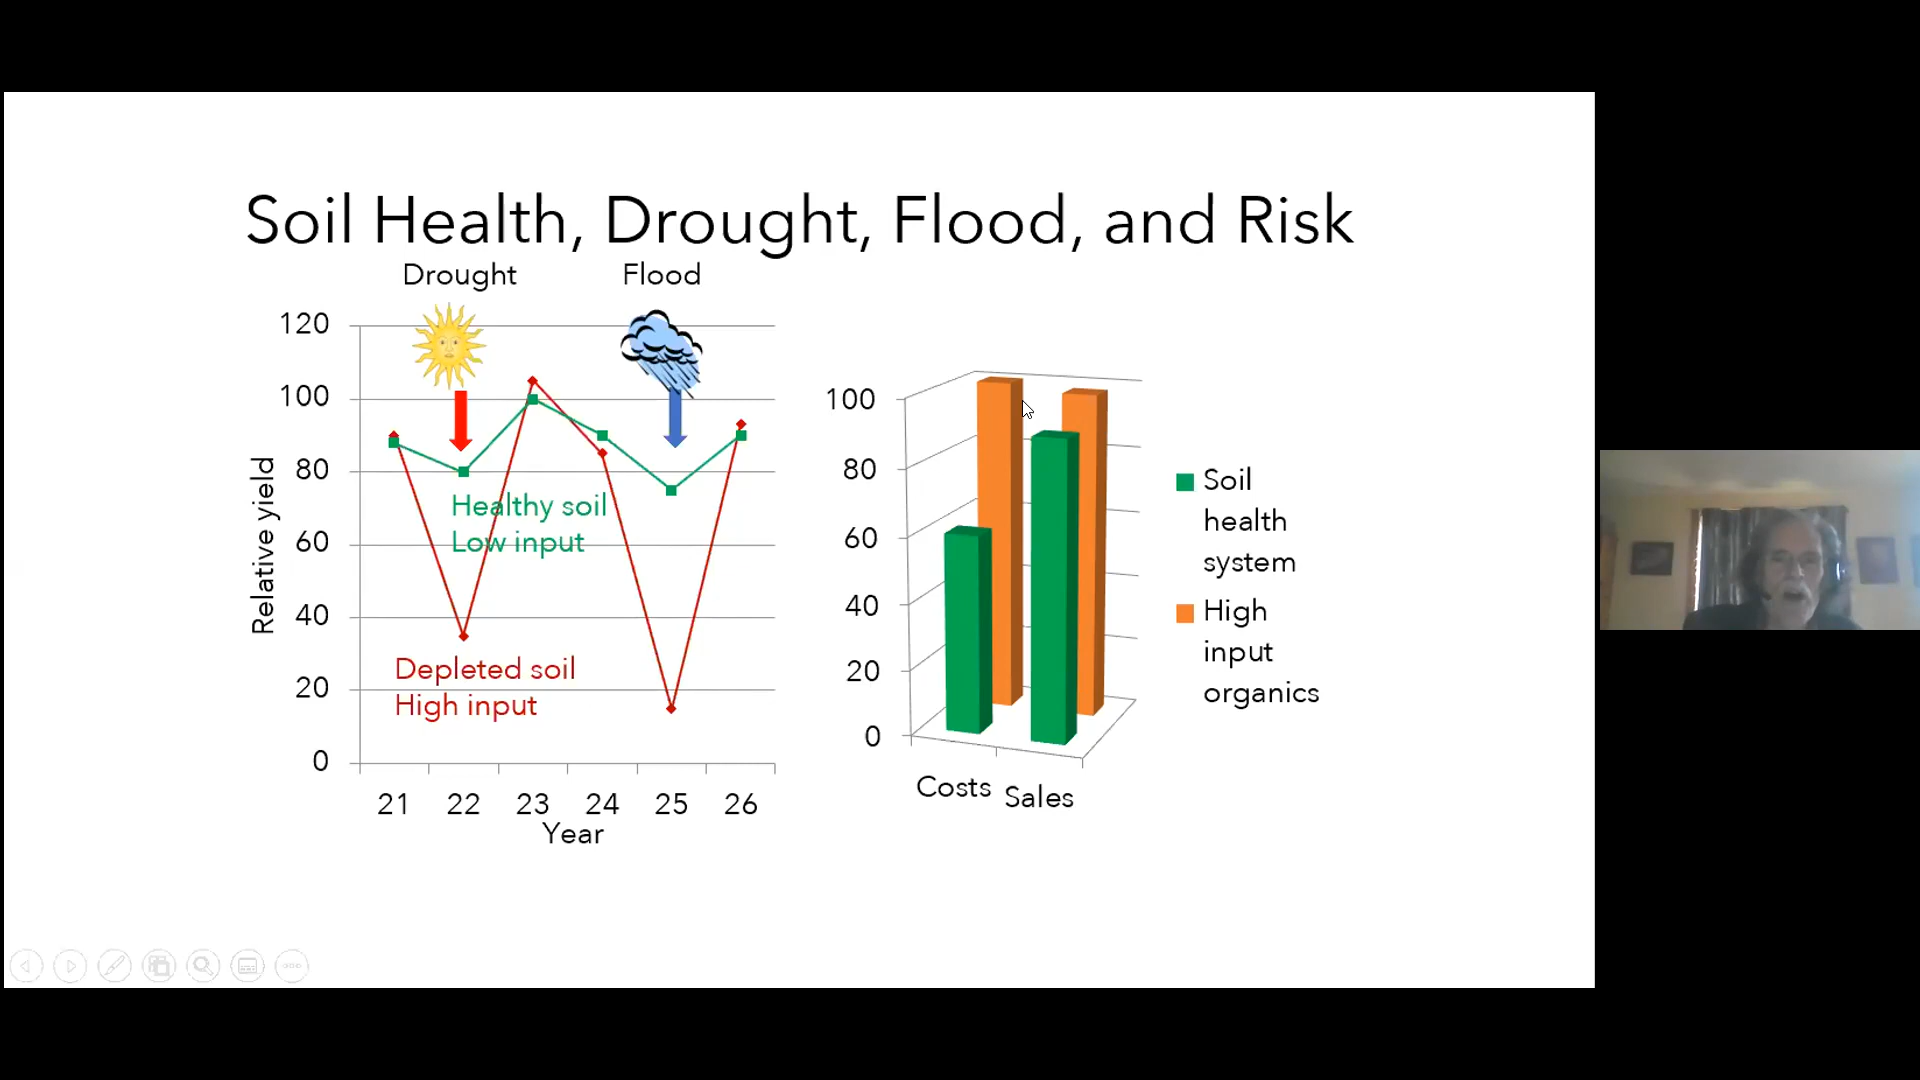 Soil Health, Drought, Flood, and Risk
Drought
Flood
120
100
80
60
40
20
0
Relative yield
Healthy soil
Low input
Depleted soil
High input
21 22 23 24 25 26
Year
100
80
60
40
20
0
Costs Sales
Soil
health
system
High
input
organics